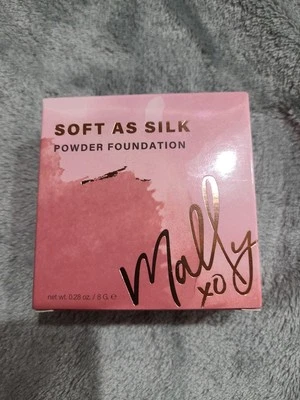 SOFT AS SILK
POWDER FOUNDATION
Mally
xo
net wt. 0.28 oz. / 8 G. ℮